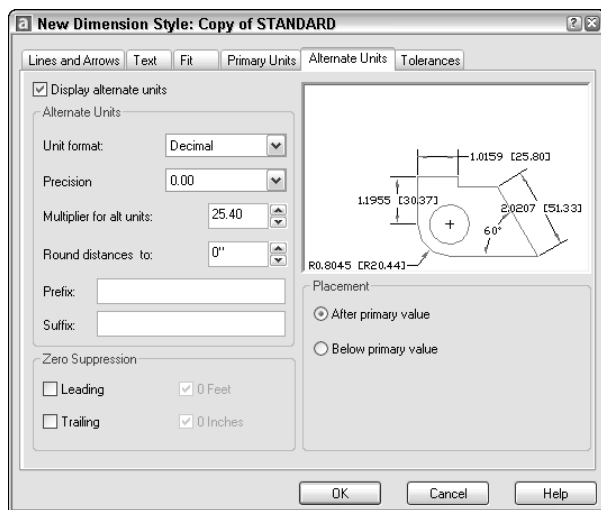 a New Dimension Style: Copy of STANDARD
Lines and Arrows Text Fit Primary Units Alternate Units Tolerances
Display alternate units
Alternate Units
Unit format: Decimal
Precision 0.00
Multiplier for alt units: 25.40
Round distances to: 0"
Prefix:
Suffix:
Zero Suppression
Leading 0 Feet
Trailing 0 Inches
1.0159 [25.80]
1.1955 [30.37]
2.0207 [51.33]
60°
R0.8045 [R20.44]
Placement
After primary value
Below primary value
OK Cancel Help